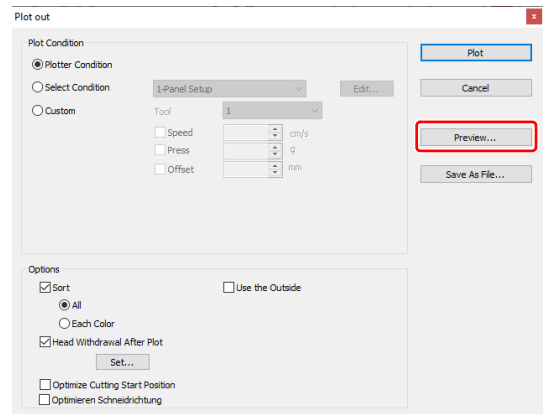 Plot out
x
Plot Condition
Plotter Condition
Select Condition 1-Panel Setup Edit...
Custom Tool 1
Speed cm/s
Press g
Offset mm
Plot
Cancel
Preview...
Save As File...
Options
Sort Use the Outside
All
Each Color
Head Withdrawal After Plot
Set...
Optimize Cutting Start Position
Optimieren Schneidrichtung